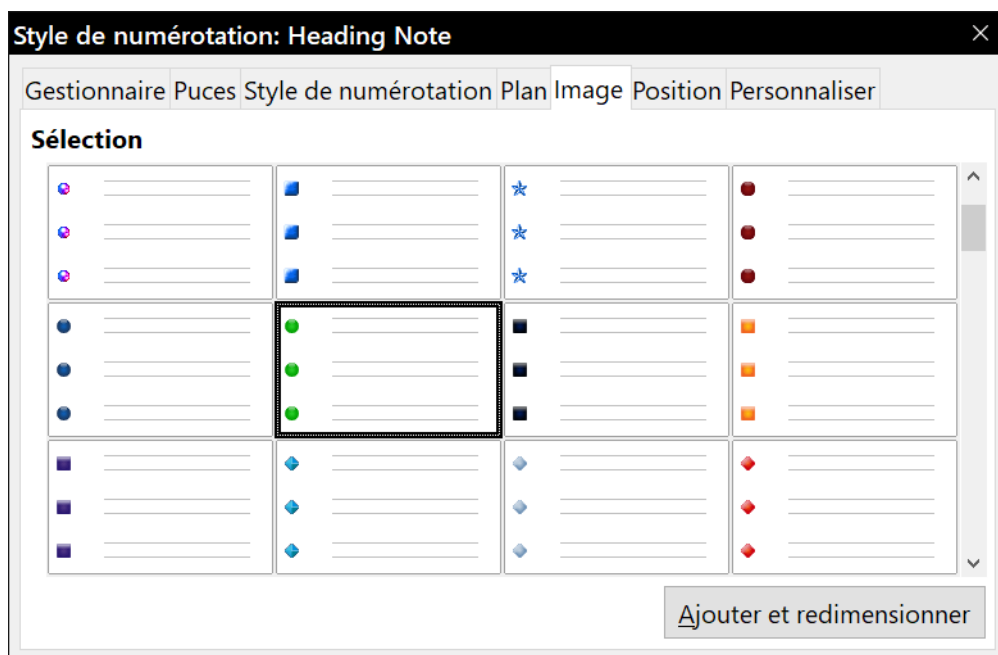 Style de numérotation: Heading Note
Gestionnaire Puces Style de numérotation Plan Image Position Personnaliser
Sélection
Ajouter et redimensionner